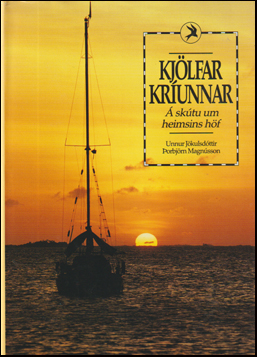 KJÖLFAR
KRÍUNNAR
Á skútu um
heimsins höf
Unnur Jökulsdóttir
Þorbjörn Magnússon